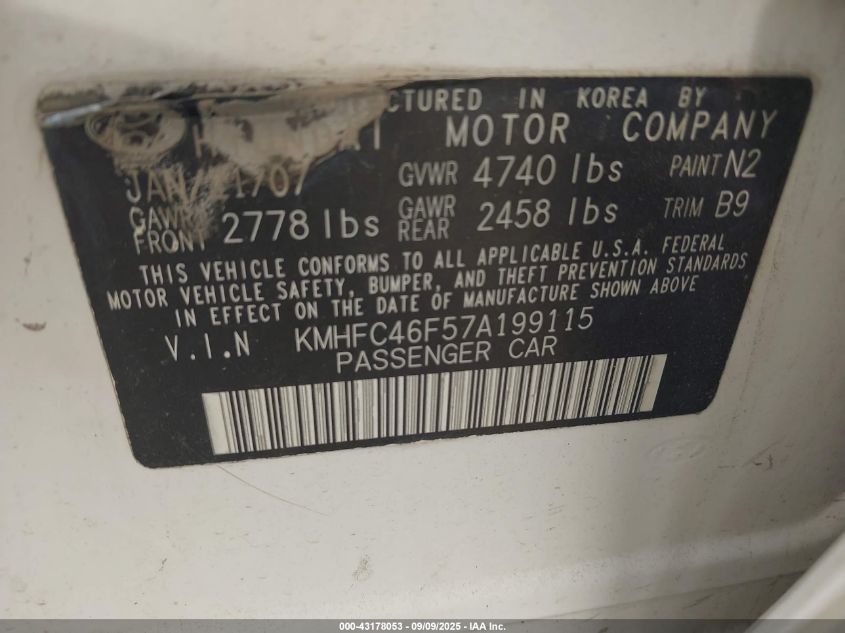 CTURED IN KOREA BY
MOTOR COMPANY
GVWR 4740 lbs PAINT N2
GAWR FRONT 2778 lbs GAWR REAR 2458 lbs TRIM B9
THIS VEHICLE CONFORMS TO ALL APPLICABLE U.S.A. FEDERAL
MOTOR VEHICLE SAFETY, BUMPER, AND THEFT PREVENTION STANDARDS
IN EFFECT ON THE DATE OF MANUFACTURE SHOWN ABOVE
V.I.N KMHFC46F57A199115
PASSENGER CAR
000-43178053 - 09/09/2025 - IAA Inc.